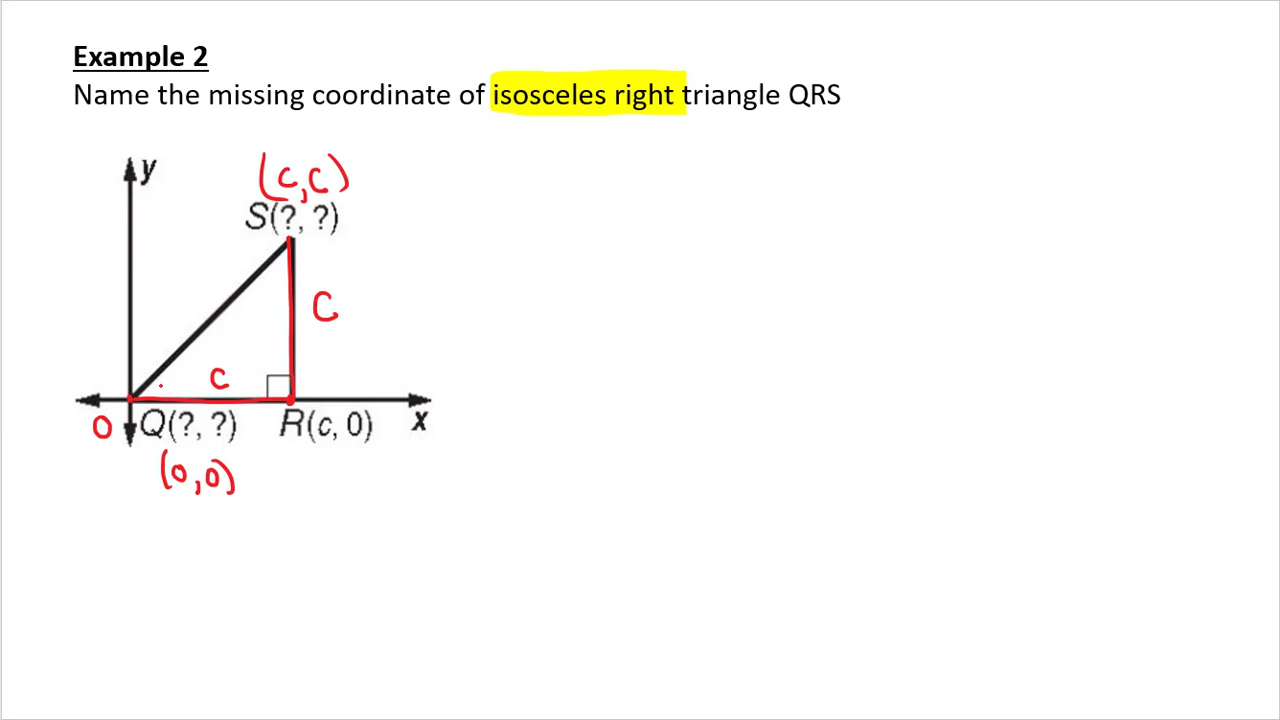 Example 2
Name the missing coordinate of isosceles right triangle QRS
y
(c,c)
S(?, ?)
C
c
0 Q(?, ?) R(c, 0) x
(0,0)